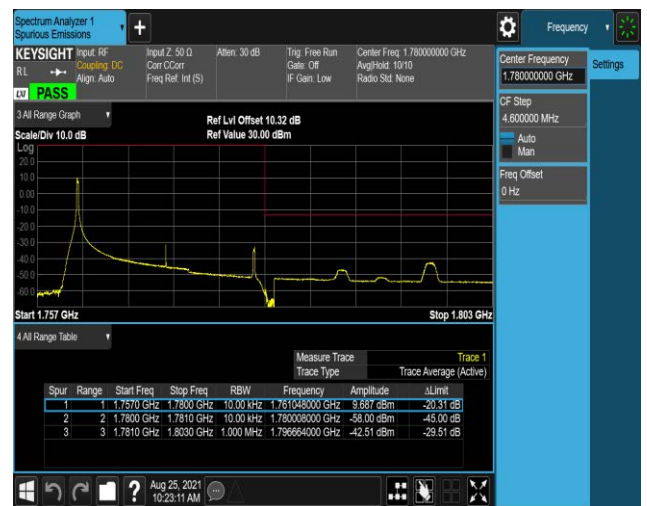 Spectrum Analyzer 1
Spurious Emissions
Frequency
KEYSIGHT Input: RF Input Z: 50 Ω Atten: 30 dB Trig: Free Run Center Freq: 1.780000000 GHz
RL Coupling: DC Corr CCorr Gate: Off Avg|Hold: 10/10
Align: Auto Freq Ref: Int (S) IF Gain: Low Radio Std: None
LXI PASS
Center Frequency
1.780000000 GHz
Settings
CF Step
4.600000 MHz
Auto
Man
Freq Offset
0 Hz
3 All Range Graph
Ref Lvl Offset 10.32 dB
Scale/Div 10.0 dB Ref Value 30.00 dBm
Log
20.0
10.0
0.00
-10.0
-20.0
-30.0
-40.0
-50.0
-60.0
Start 1.757 GHz Stop 1.803 GHz
4 All Range Table
Measure Trace Trace 1
Trace Type Trace Average (Active)
Spur Range Start Freq Stop Freq RBW Frequency Amplitude ΔLimit
1 1 1.7570 GHz 1.7800 GHz 10.00 kHz 1.761048000 GHz 9.687 dBm -20.31 dB
2 2 1.7800 GHz 1.7810 GHz 10.00 kHz 1.780008000 GHz -58.00 dBm -45.00 dB
3 3 1.7810 GHz 1.8030 GHz 1.000 MHz 1.796664000 GHz -42.51 dBm -29.51 dB
Aug 25, 2021
10:23:11 AM